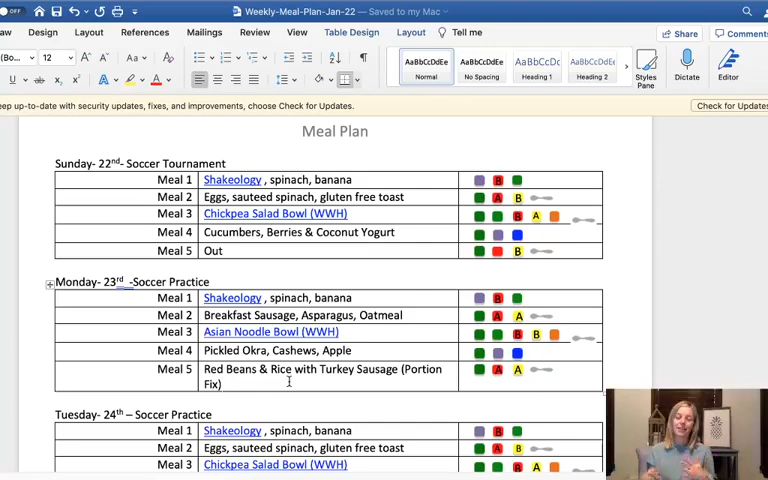 OFF
Weekly-Meal-Plan-Jan-22 — Saved to my Mac
aw Design Layout References Mailings Review View Table Design Layout Tell me
Share Comments
(Bo... 12 A A Aa A
AaBbCcDdEe AaBbCcDdEe AaBbCcDc AaBbCcDdEe
Normal No Spacing Heading 1 Heading 2
Styles Pane Dictate Editor
U ab x x A A
eep up-to-date with security updates, fixes, and improvements, choose Check for Updates.
Check for Updates
Meal Plan
Sunday- 22nd- Soccer Tournament
Meal 1 Shakeology , spinach, banana B
Meal 2 Eggs, sauteed spinach, gluten free toast A B
Meal 3 Chickpea Salad Bowl (WWH) B A
Meal 4 Cucumbers, Berries & Coconut Yogurt
Meal 5 Out B
Monday- 23rd -Soccer Practice
Meal 1 Shakeology , spinach, banana B
Meal 2 Breakfast Sausage, Asparagus, Oatmeal A A
Meal 3 Asian Noodle Bowl (WWH) B B
Meal 4 Pickled Okra, Cashews, Apple
Meal 5 Red Beans & Rice with Turkey Sausage (Portion A A
Fix)
Tuesday- 24th – Soccer Practice
Meal 1 Shakeology , spinach, banana B
Meal 2 Eggs, sauteed spinach, gluten free toast A B
Meal 3 Chickpea Salad Bowl (WWH) B A